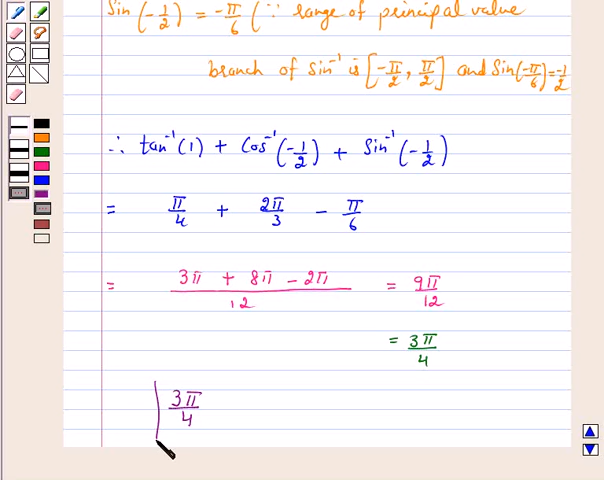 Sin⁻¹(-1/2) = -π/6 (∵ range of principal value
branch of Sin⁻¹ is [-π/2, π/2] and Sin(-π/6) = -1/2
∴ tan⁻¹(1) + Cos⁻¹(-1/2) + Sin⁻¹(-1/2)
= π/4 + 2π/3 - π/6
= (3π + 8π - 2π)/12 = 9π/12
= 3π/4
3π/4